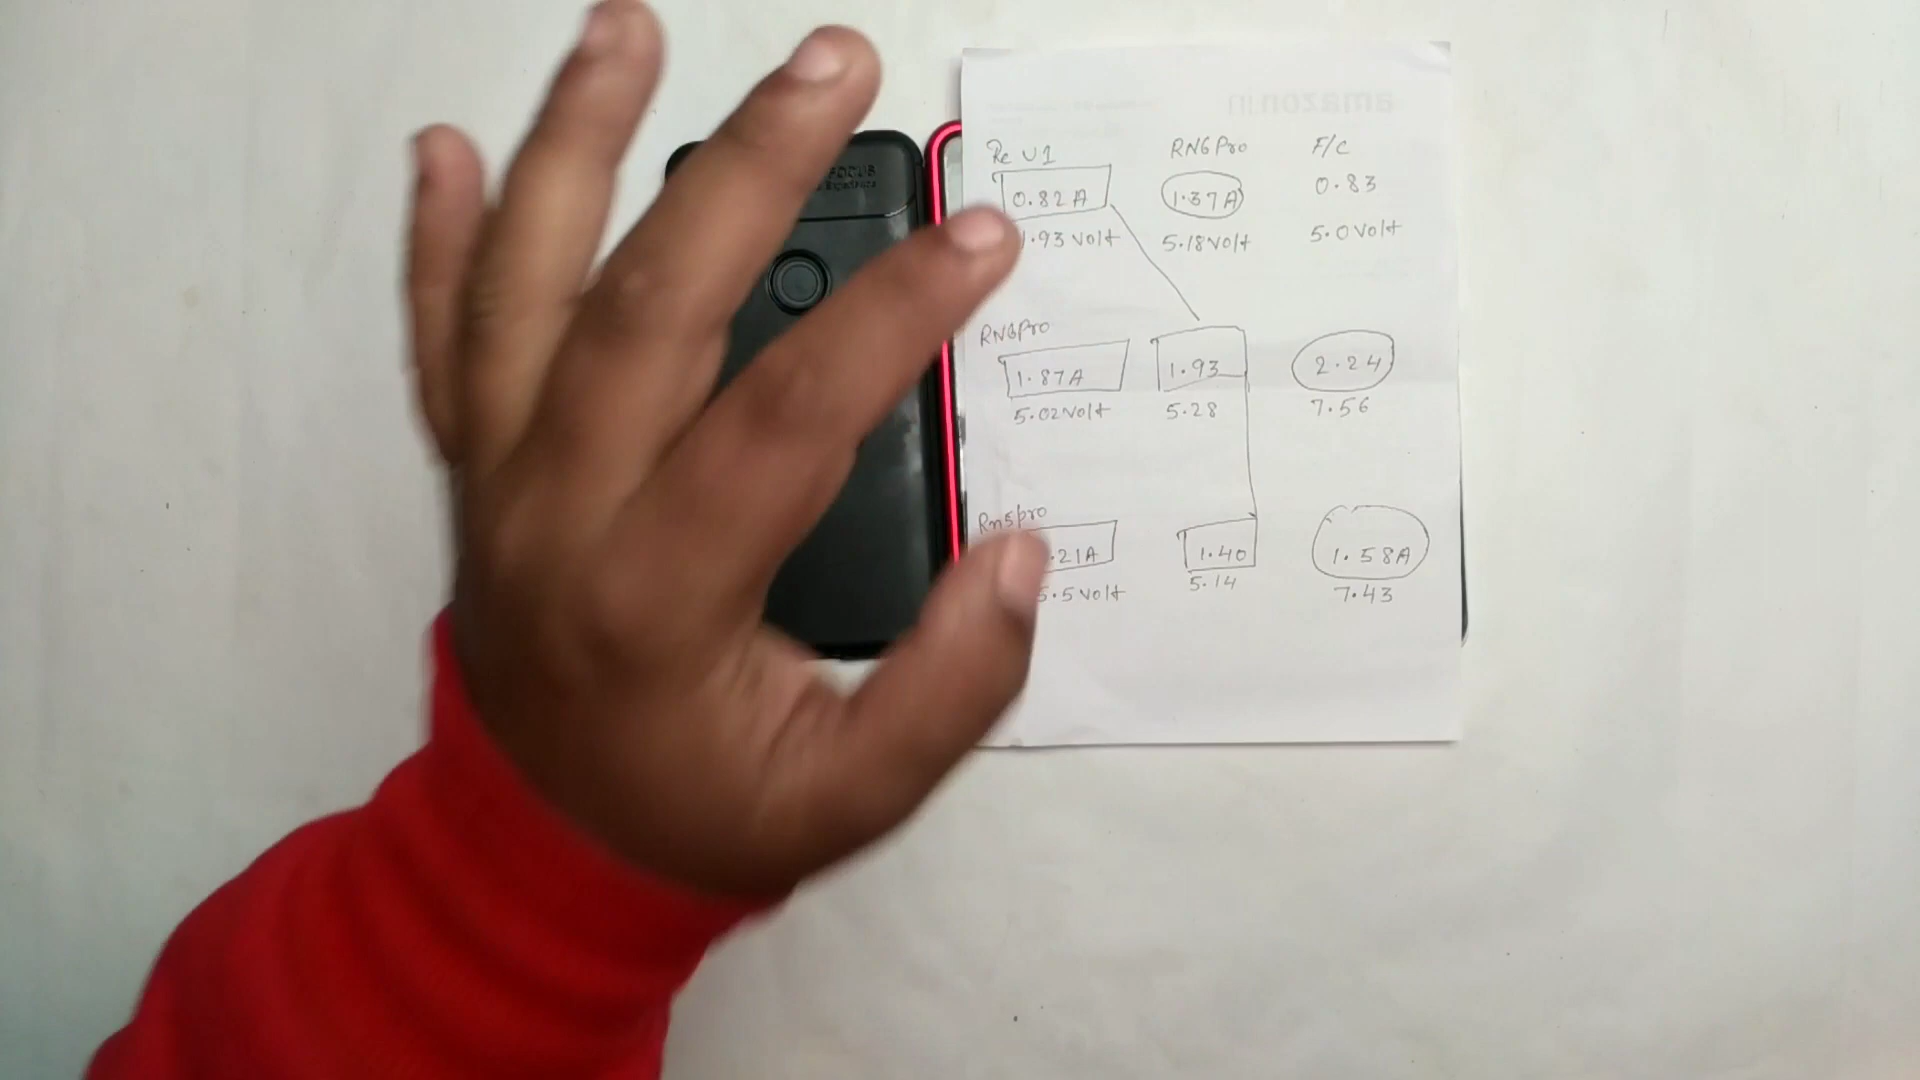 FOCUS
amazon.in
Re U1 RN6Pro F/C
0.82A 1.37A 0.83
.93 volt 5.18volt 5.0volt
RN6Pro
1.87A 1.93 2.24
5.02volt 5.28 7.56
Rn5pro
.21A 1.40 1.58A
5.5volt 5.14 7.43